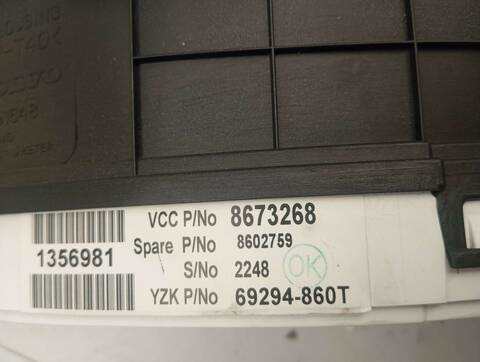 VCC P/No 8673268
1356981
Spare P/No 8602759
S/No 2248 OK
YZK P/No 69294-860T